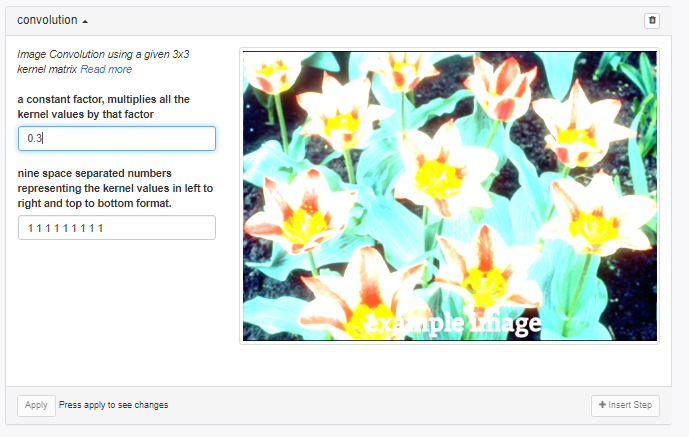 convolution
Image Convolution using a given 3x3
kernel matrix Read more
a constant factor, multiplies all the
kernel values by that factor
0.3
nine space separated numbers
representing the kernel values in left to
right and top to bottom format.
1 1 1 1 1 1 1 1 1
example image
Apply Press apply to see changes
+ Insert Step